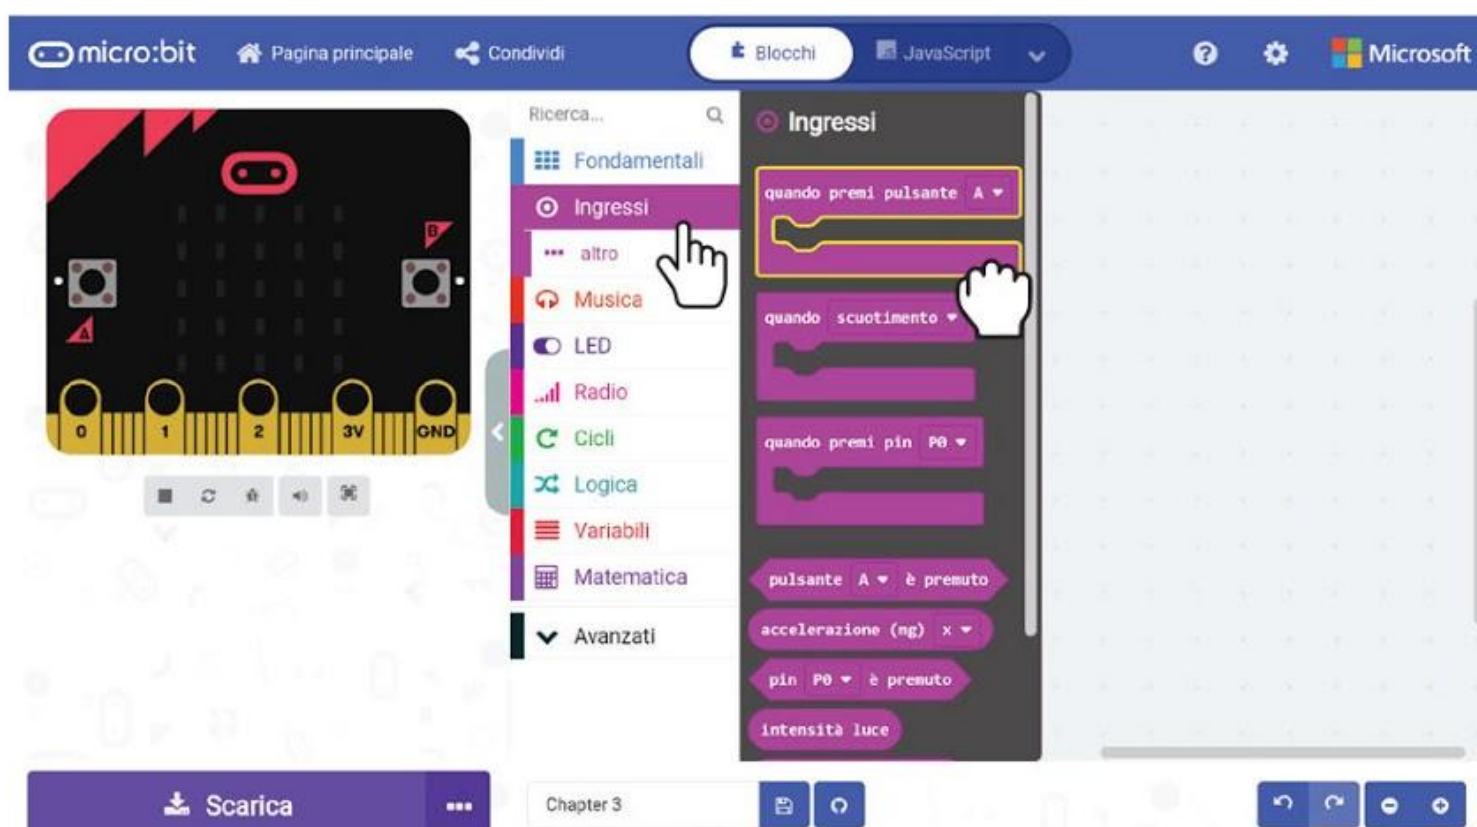 micro:bit
Pagina principale
Condividi
Blocchi
JavaScript
Microsoft
B
A
0
1
2
3V
GND
Ricerca...
Fondamentali
Ingressi
altro
Musica
LED
Radio
Cicli
Logica
Variabili
Matematica
Avanzati
Ingressi
quando premi pulsante A
quando scuotimento
quando premi pin P0
pulsante A è premuto
accelerazione (mg) x
pin P0 è premuto
intensità luce
Scarica
Chapter 3